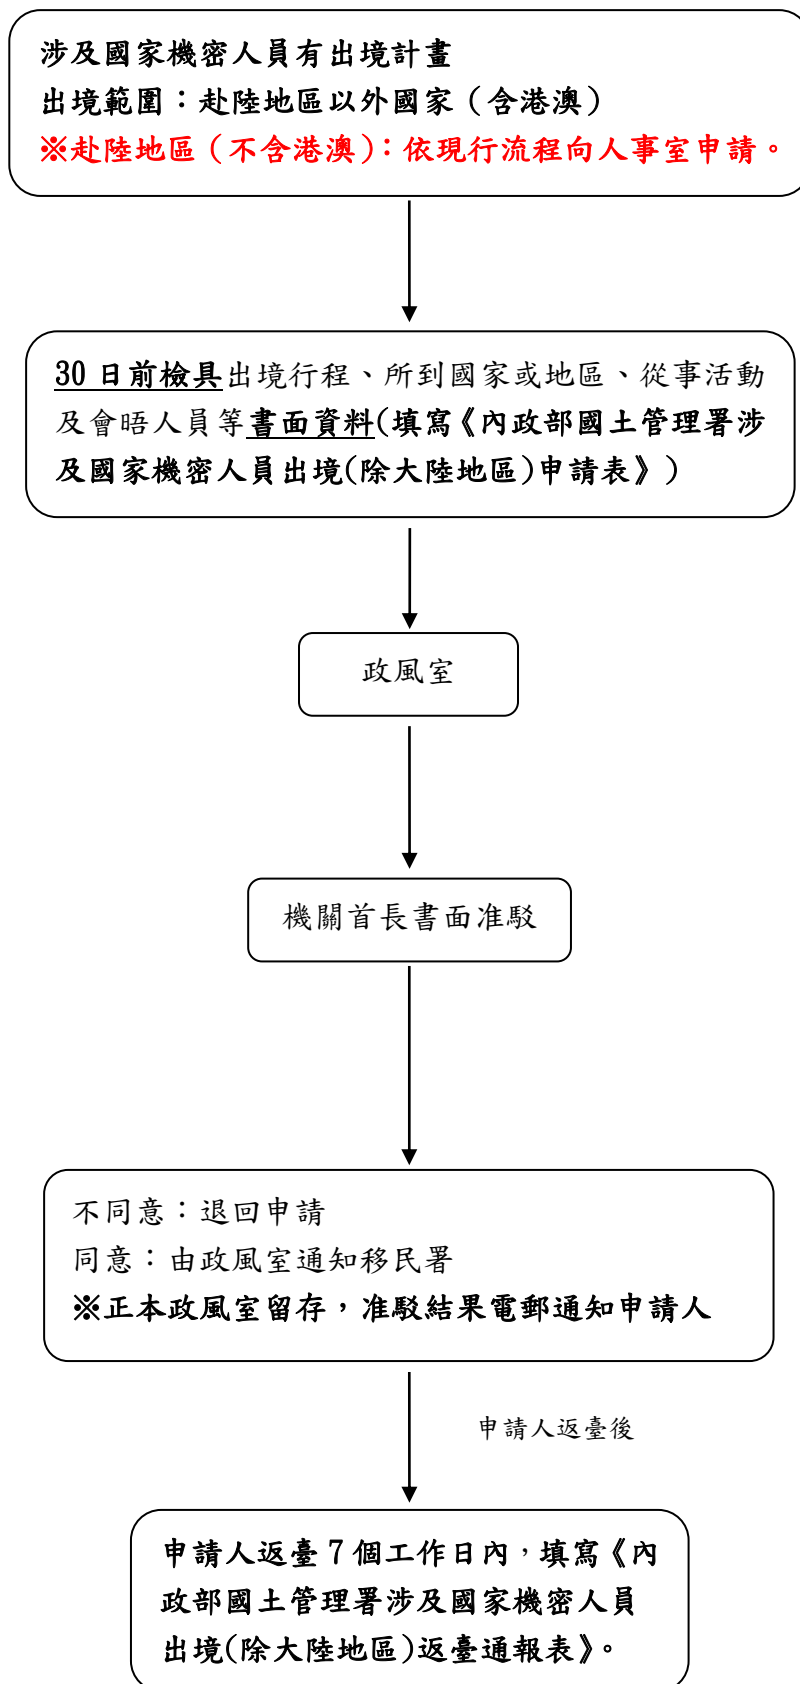 涉及國家機密人員有出境計畫
出境範圍：赴陸地區以外國家（含港澳）
※赴陸地區（不含港澳）：依現行流程向人事室申請。
30 日前檢具出境行程、所到國家或地區、從事活動
及會晤人員等書面資料(填寫《內政部國土管理署涉
及國家機密人員出境(除大陸地區)申請表》)
政風室
機關首長書面准駁
不同意：退回申請
同意：由政風室通知移民署
※正本政風室留存，准駁結果電郵通知申請人
申請人返臺後
申請人返臺 7 個工作日內，填寫《內
政部國土管理署涉及國家機密人員
出境(除大陸地區)返臺通報表》。